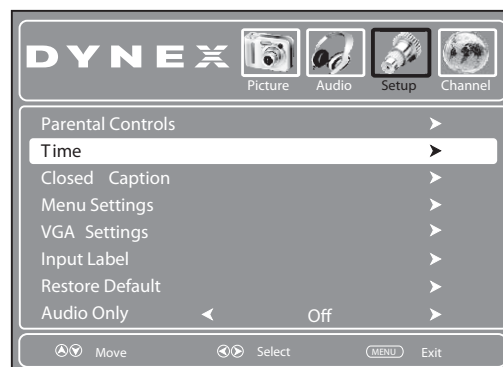 DYNEX
Picture Audio Setup Channel
Parental Controls
Time
Closed Caption
Menu Settings
VGA Settings
Input Label
Restore Default
Audio Only Off
Move Select MENU Exit